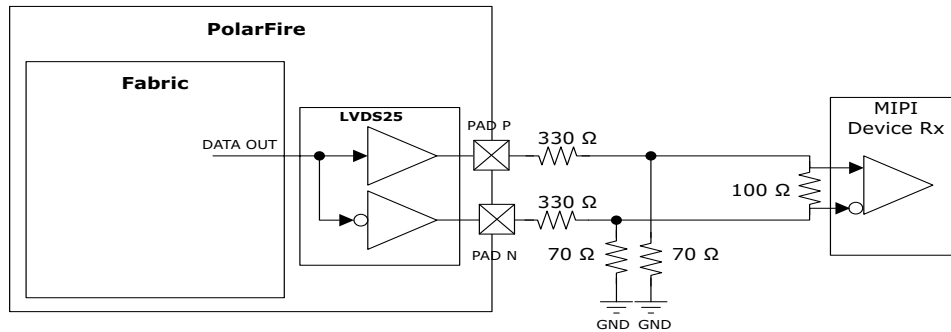 PolarFire
Fabric
LVDS25
DATA OUT
PAD P
330 Ω
MIPI
Device Rx
100 Ω
330 Ω
PAD N
70 Ω
70 Ω
GND
GND